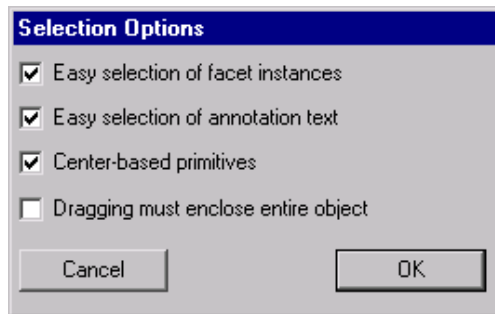 Selection Options
Easy selection of facet instances
Easy selection of annotation text
Center-based primitives
Dragging must enclose entire object
Cancel OK